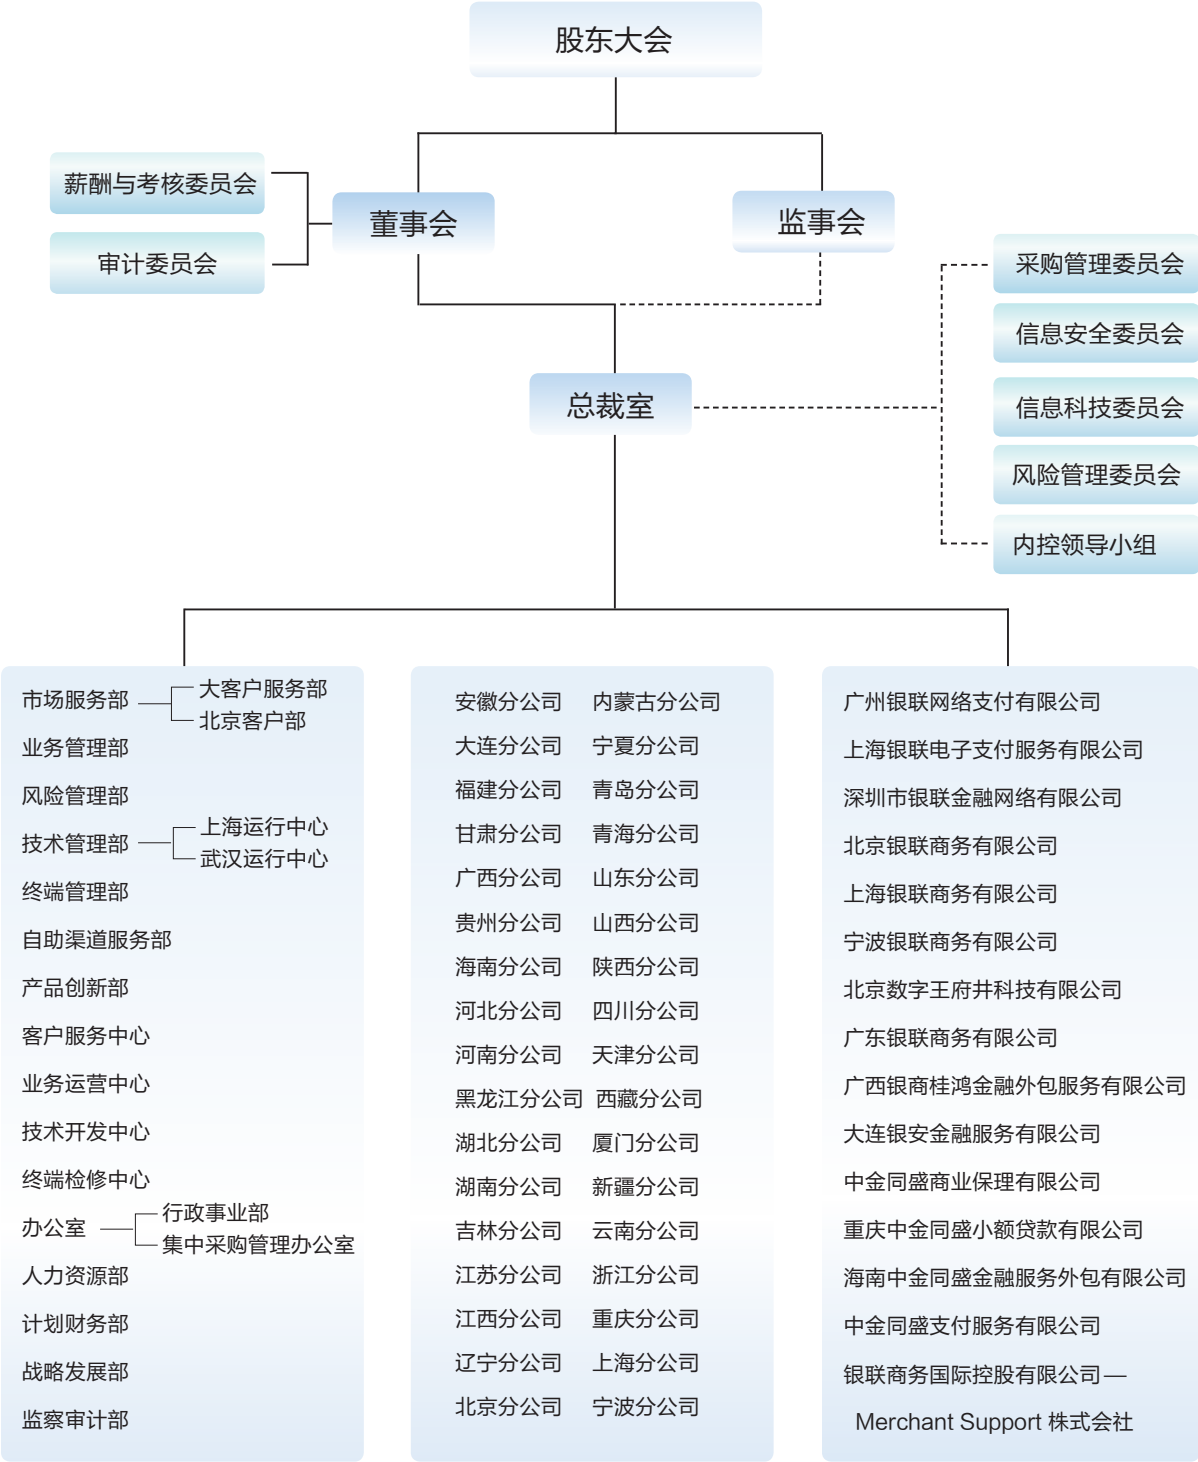 股东大会
薪酬与考核委员会
审计委员会
董事会
监事会
采购管理委员会
信息安全委员会
信息科技委员会
风险管理委员会
内控领导小组
总裁室
市场服务部
大客户服务部
北京客户部
业务管理部
风险管理部
技术管理部
上海运行中心
武汉运行中心
终端管理部
自助渠道服务部
产品创新部
客户服务中心
业务运营中心
技术开发中心
终端检修中心
办公室
行政事业部
集中采购管理办公室
人力资源部
计划财务部
战略发展部
监察审计部
安徽分公司 内蒙古分公司
大连分公司 宁夏分公司
福建分公司 青岛分公司
甘肃分公司 青海分公司
广西分公司 山东分公司
贵州分公司 山西分公司
海南分公司 陕西分公司
河北分公司 四川分公司
河南分公司 天津分公司
黑龙江分公司 西藏分公司
湖北分公司 厦门分公司
湖南分公司 新疆分公司
吉林分公司 云南分公司
江苏分公司 浙江分公司
江西分公司 重庆分公司
辽宁分公司 上海分公司
北京分公司 宁波分公司
广州银联网络支付有限公司
上海银联电子支付服务有限公司
深圳市银联金融网络有限公司
北京银联商务有限公司
上海银联商务有限公司
宁波银联商务有限公司
北京数字王府井科技有限公司
广东银联商务有限公司
广西银商桂鸿金融外包服务有限公司
大连银安金融服务有限公司
中金同盛商业保理有限公司
重庆中金同盛小额贷款有限公司
海南中金同盛金融服务外包有限公司
中金同盛支付服务有限公司
银联商务国际控股有限公司—
Merchant Support 株式会社